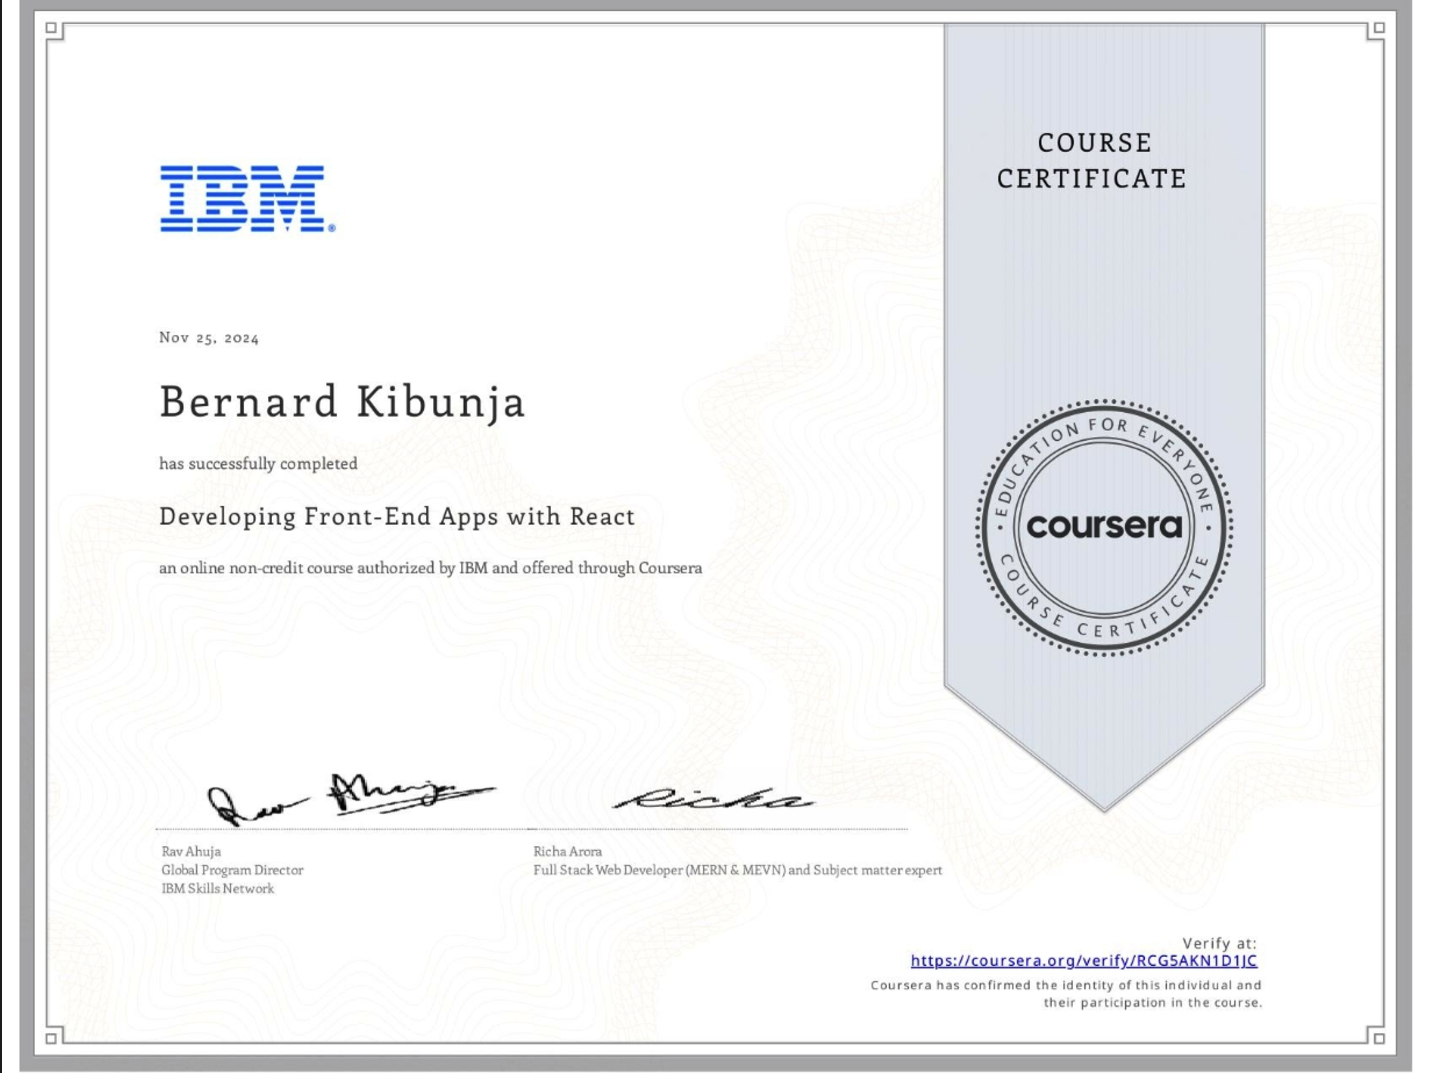 COURSE
CERTIFICATE
IBM®
Nov 25, 2024
Bernard Kibunja
has successfully completed
Developing Front-End Apps with React
an online non-credit course authorized by IBM and offered through Coursera
EDUCATION FOR EVERYONE
coursera
COURSE CERTIFICATE
Rav Ahuja
Richa
Rav Ahuja
Global Program Director
IBM Skills Network
Richa Arora
Full Stack Web Developer (MERN & MEVN) and Subject matter expert
Verify at:
https://coursera.org/verify/RCG5AKN1D1JC
Coursera has confirmed the identity of this individual and
their participation in the course.